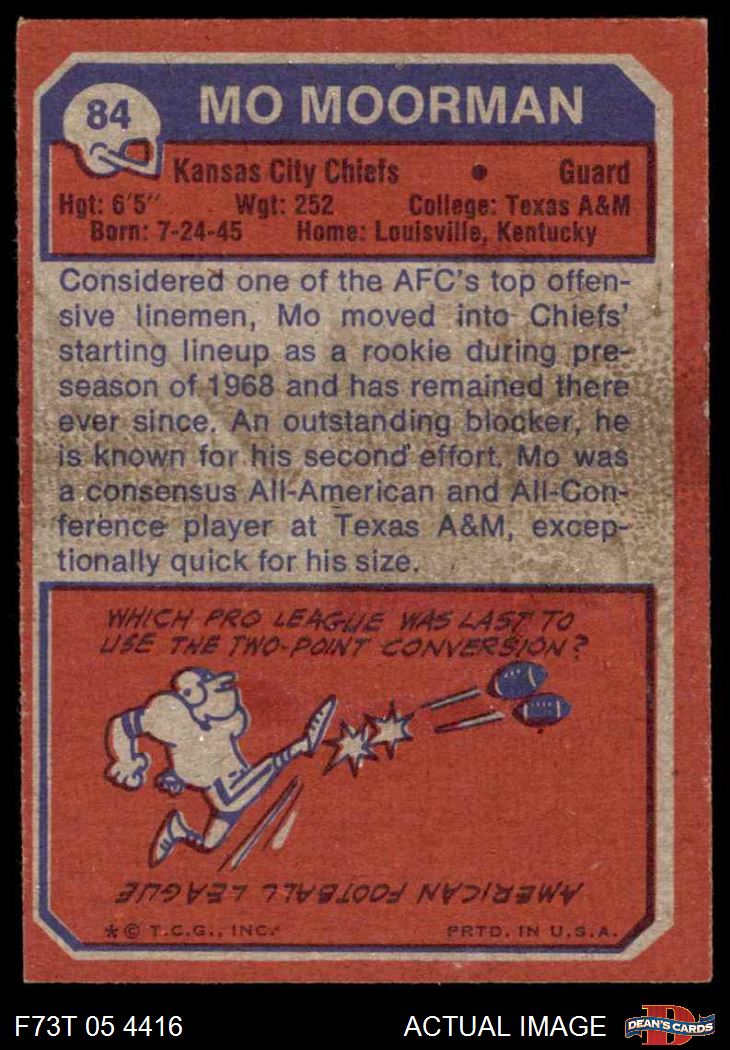 84
MO MOORMAN
Kansas City Chiefs • Guard
Hgt: 6'5" Wgt: 252 College: Texas A&M
Born: 7-24-45 Home: Louisville, Kentucky
Considered one of the AFC's top offen-
sive linemen, Mo moved into Chiefs'
starting lineup as a rookie during pre-
season of 1968 and has remained there
ever since. An outstanding blocker, he
is known for his second effort. Mo was
a consensus All-American and All-Con-
ference player at Texas A&M, excep-
tionally quick for his size.
WHICH PRO LEAGUE WAS LAST TO
USE THE TWO-POINT CONVERSION?
AMERICAN FOOTBALL LEAGUE
*© T.C.G., INC. PRTD. IN U.S.A.
F73T 05 4416 ACTUAL IMAGE
D
DEAN'S CARDS